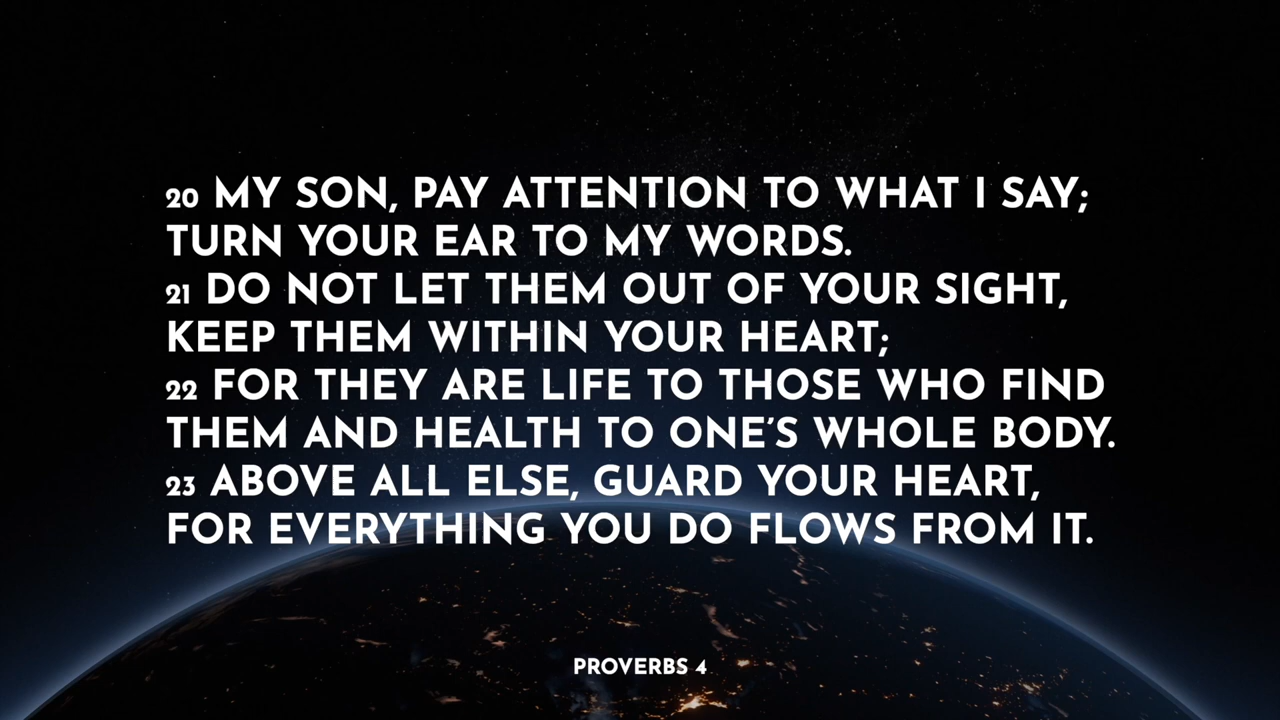 20 MY SON, PAY ATTENTION TO WHAT I SAY;
TURN YOUR EAR TO MY WORDS.
21 DO NOT LET THEM OUT OF YOUR SIGHT,
KEEP THEM WITHIN YOUR HEART;
22 FOR THEY ARE LIFE TO THOSE WHO FIND
THEM AND HEALTH TO ONE’S WHOLE BODY.
23 ABOVE ALL ELSE, GUARD YOUR HEART,
FOR EVERYTHING YOU DO FLOWS FROM IT.
PROVERBS 4